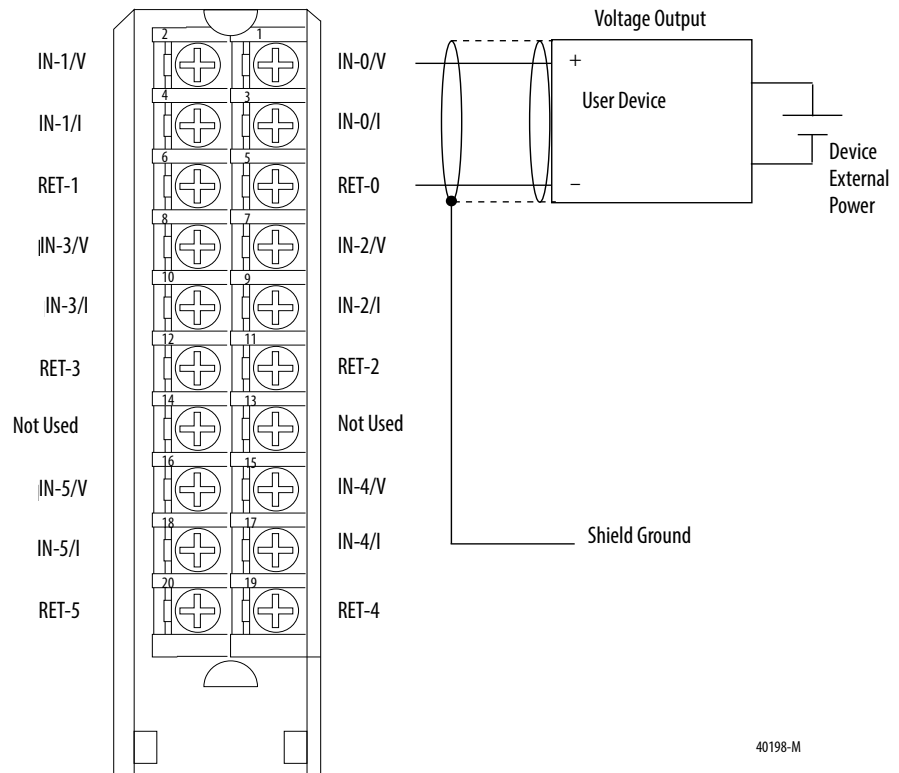 Voltage Output
2 1
IN-1/V IN-0/V +
User Device
4 3
IN-1/I IN-0/I
Device
External
Power
6 5
RET-1 RET-0 –
8 7
IN-3/V IN-2/V
10 9
IN-3/I IN-2/I
12 11
RET-3 RET-2
14 13
Not Used Not Used
16 15
IN-5/V IN-4/V
18 17
IN-5/I IN-4/I
Shield Ground
20 19
RET-5 RET-4
40198-M